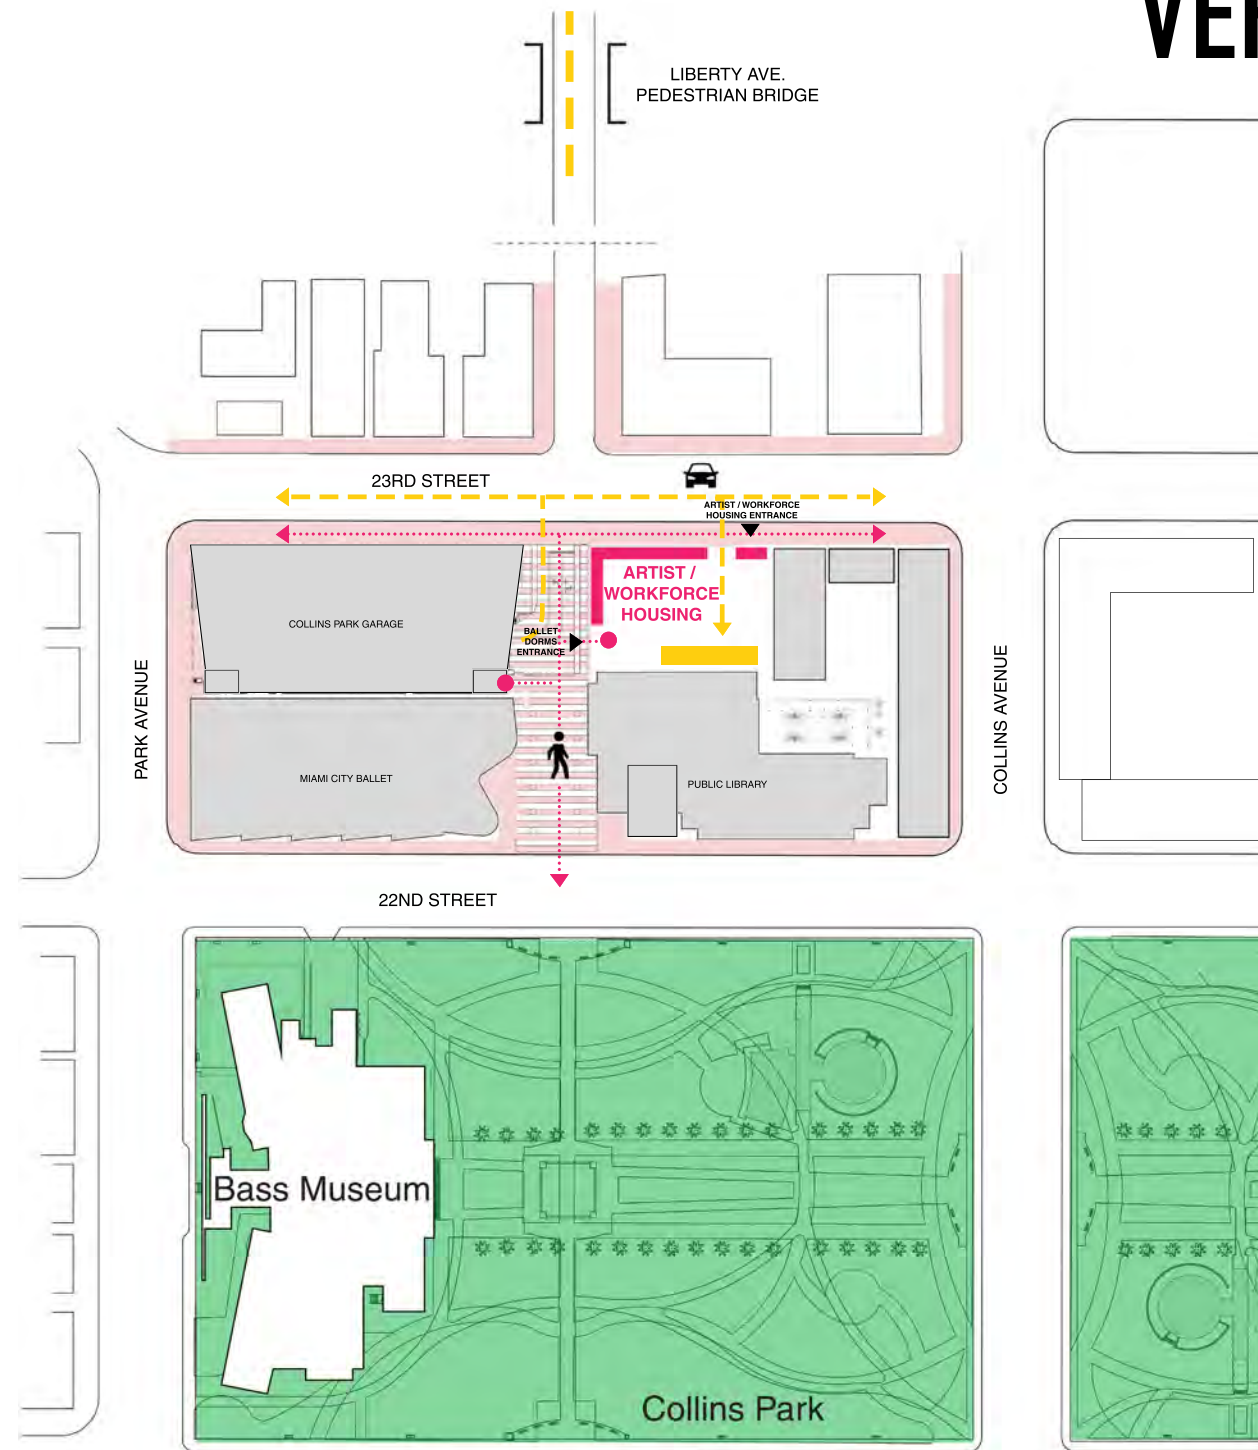 VER
LIBERTY AVE.
PEDESTRIAN BRIDGE
23RD STREET
ARTIST / WORKFORCE
HOUSING ENTRANCE
ARTIST /
WORKFORCE
HOUSING
COLLINS PARK GARAGE
BALLET
DORMS
ENTRANCE
PARK AVENUE
COLLINS AVENUE
MIAMI CITY BALLET
PUBLIC LIBRARY
22ND STREET
Bass Museum
Collins Park